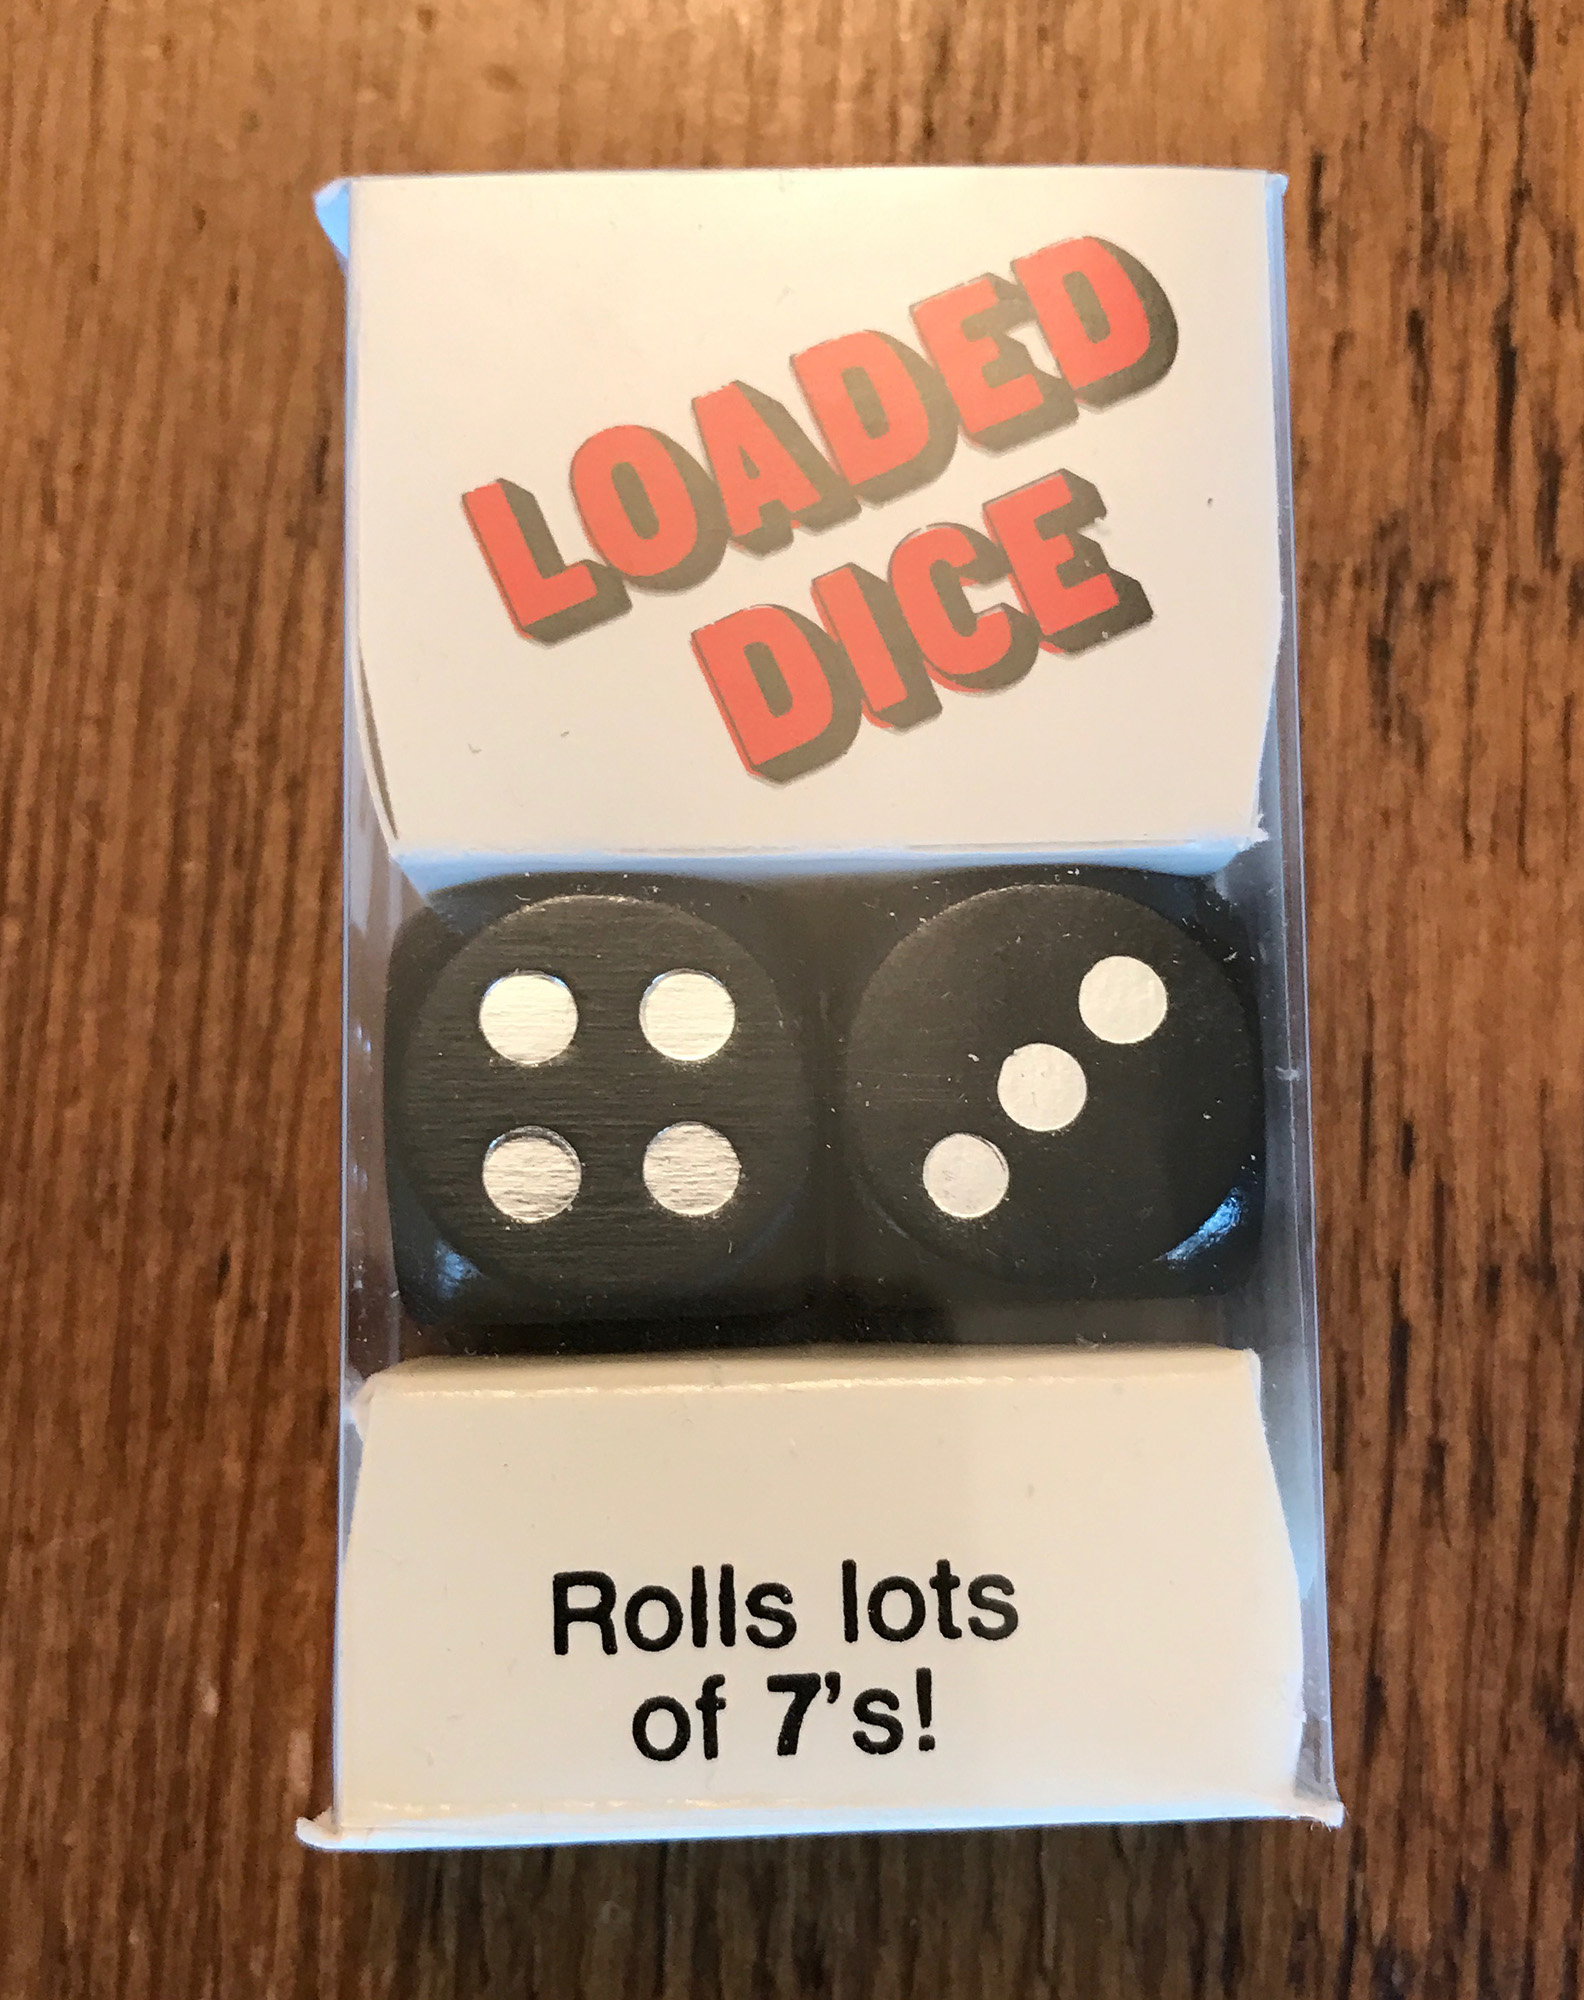 LOADED
DICE
Rolls lots
of 7's!